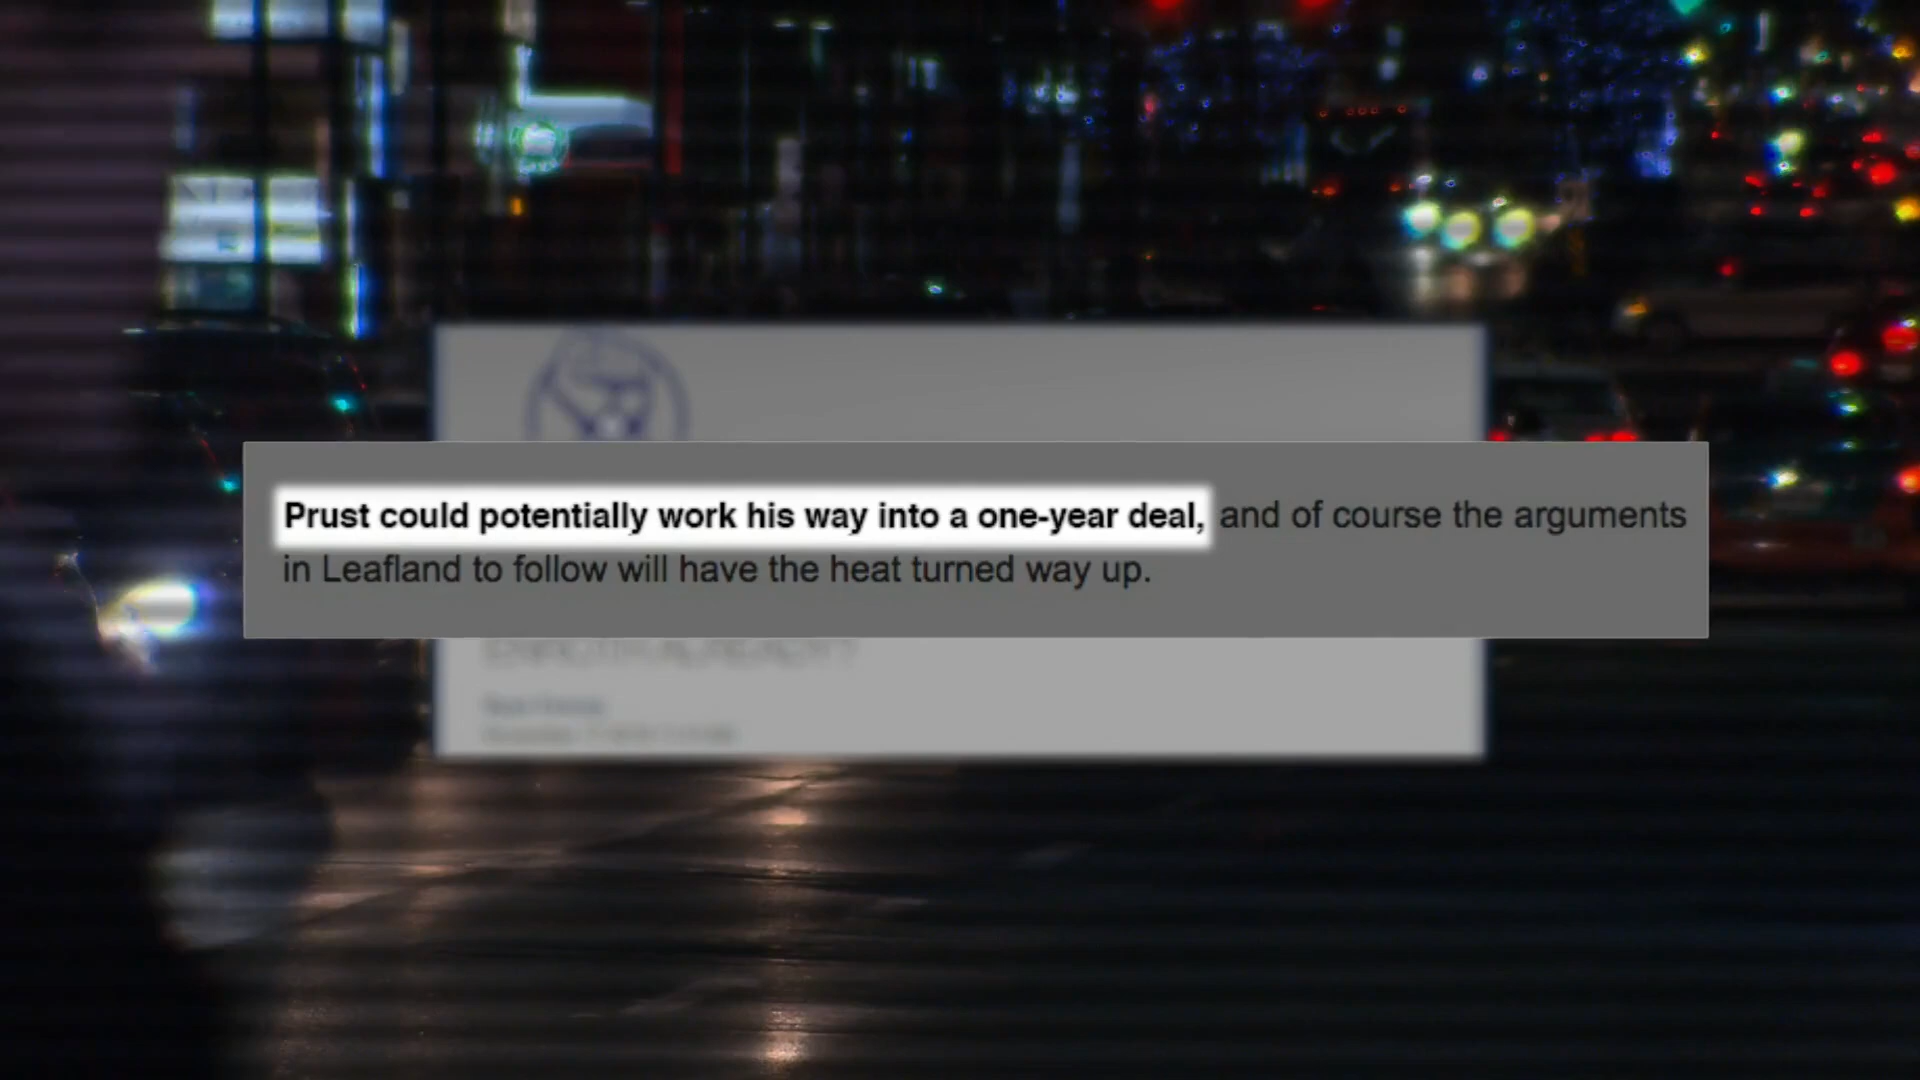 Prust could potentially work his way into a one-year deal, and of course the arguments
in Leafland to follow will have the heat turned way up.